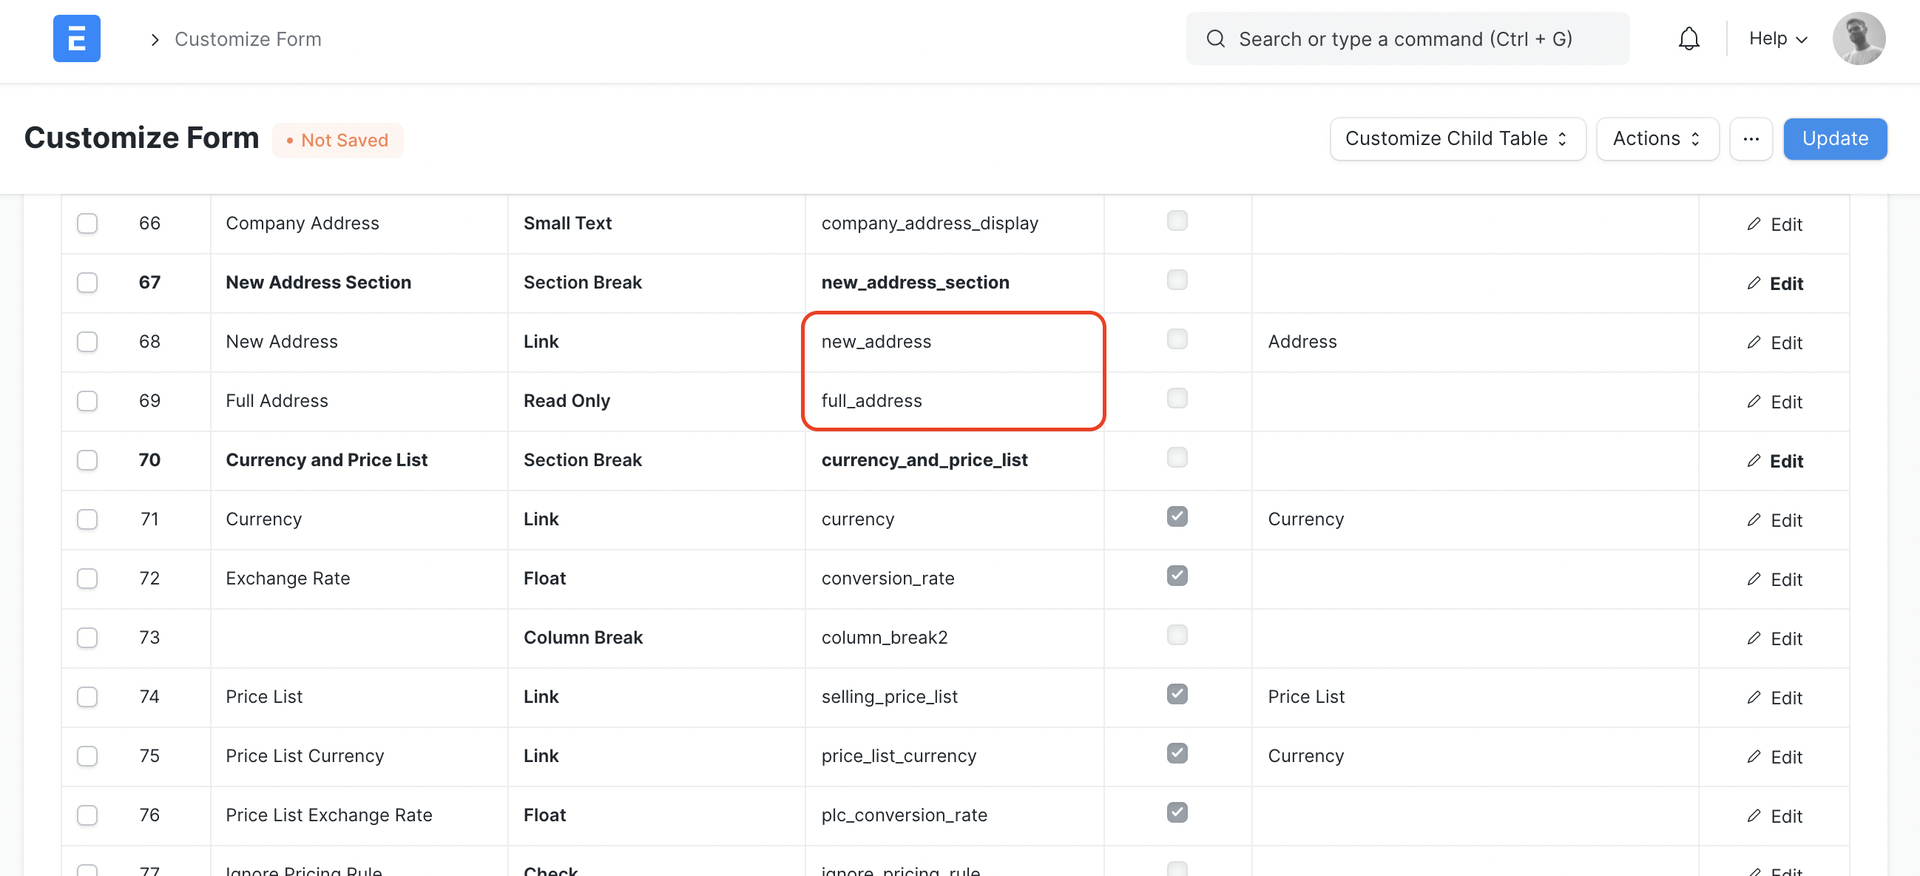 E
Customize Form
Search or type a command (Ctrl + G)
Help
Customize Form
• Not Saved
Customize Child Table
Actions
...
Update
66 Company Address Small Text company_address_display Edit
67 New Address Section Section Break new_address_section Edit
68 New Address Link new_address Address Edit
69 Full Address Read Only full_address Edit
70 Currency and Price List Section Break currency_and_price_list Edit
71 Currency Link currency Currency Edit
72 Exchange Rate Float conversion_rate Edit
73 Column Break column_break2 Edit
74 Price List Link selling_price_list Price List Edit
75 Price List Currency Link price_list_currency Currency Edit
76 Price List Exchange Rate Float plc_conversion_rate Edit
77 Ignore Pricing Rule Check ignore_pricing_rule Edit